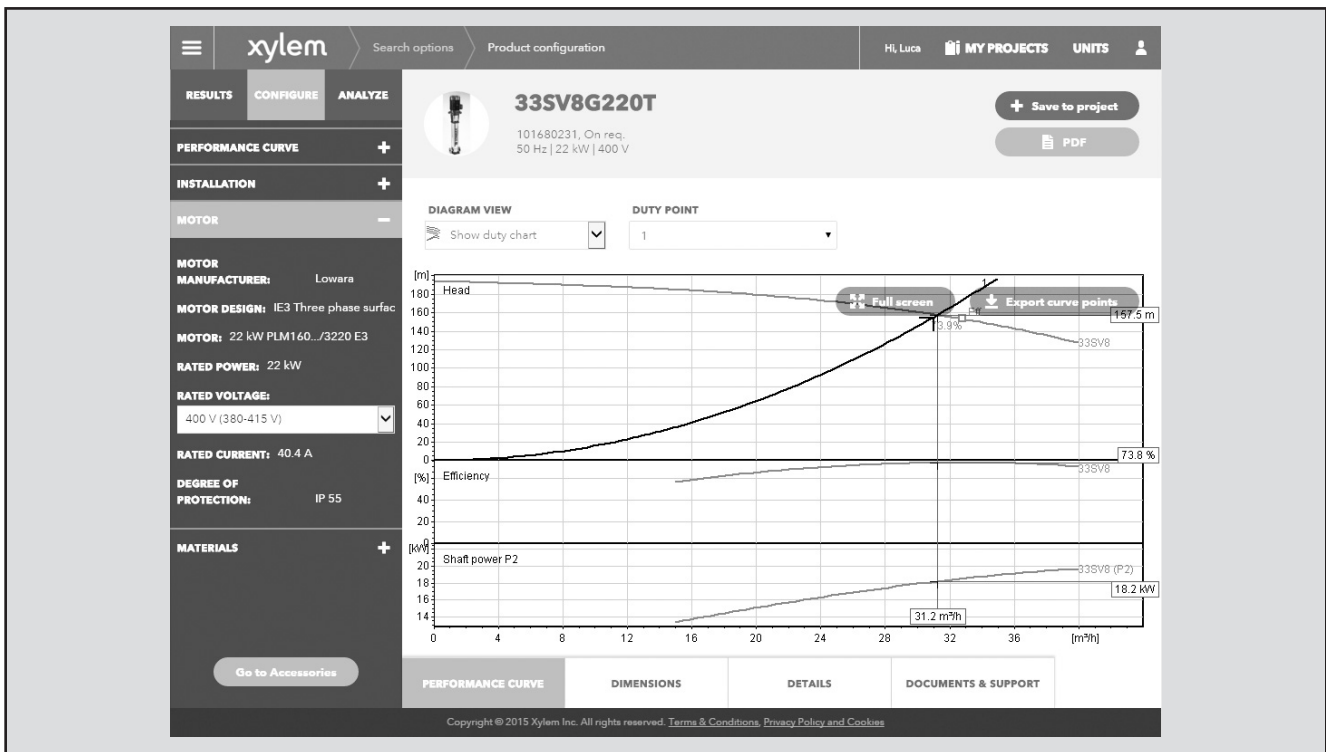 xylem
Search options
Product configuration
Hi, Luca
MY PROJECTS
UNITS
RESULTS
CONFIGURE
ANALYZE
PERFORMANCE CURVE +
INSTALLATION +
MOTOR −
MOTOR
MANUFACTURER: Lowara
MOTOR DESIGN: IE3 Three phase surfac
MOTOR: 22 kW PLM160.../3220 E3
RATED POWER: 22 kW
RATED VOLTAGE:
400 V (380-415 V)
RATED CURRENT: 40.4 A
DEGREE OF
PROTECTION: IP 55
MATERIALS +
Go to Accessories
33SV8G220T
101680231, On req.
50 Hz | 22 kW | 400 V
+ Save to project
PDF
DIAGRAM VIEW
Show duty chart
DUTY POINT
1
[m]
Head
180
160
140
120
100
80
60
40
20
0
1
Full screen
Export curve points
157.5 m
3.9%
33SV8
[%]
Efficiency
40
20
0
73.8 %
33SV8
[kW]
Shaft power P2
20
18
16
14
33SV8 (P2)
18.2 kW
31.2 m³/h
0 4 8 12 16 20 24 28 32 36 [m³/h]
PERFORMANCE CURVE
DIMENSIONS
DETAILS
DOCUMENTS & SUPPORT
Copyright © 2015 Xylem Inc. All rights reserved. Terms & Conditions, Privacy Policy and Cookies